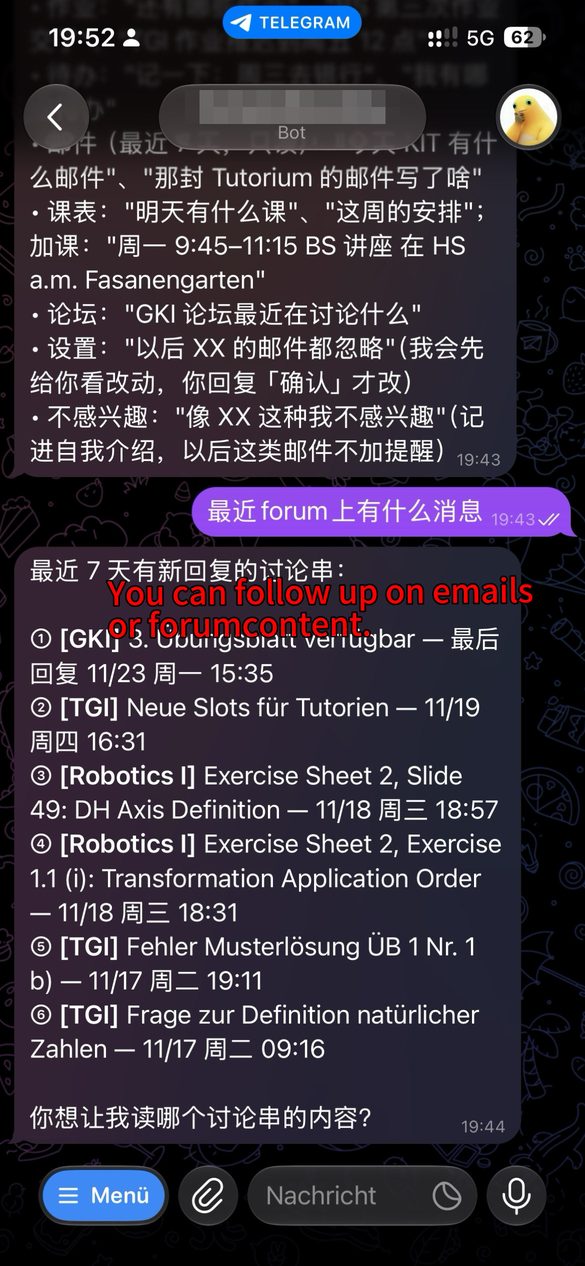 19:52
TELEGRAM
5G
62
Bot
么邮件"、"那封 Tutorium 的邮件写了啥"
• 课表："明天有什么课"、"这周的安排"；
加课："周一 9:45–11:15 BS 讲座 在 HS
a.m. Fasanengarten"
• 论坛："GKI 论坛最近在讨论什么"
• 设置："以后 XX 的邮件都忽略"（我会先
给你看改动，你回复「确认」才改）
• 不感兴趣："像 XX 这种我不感兴趣"（记
进自我介绍，以后这类邮件不加提醒）
19:43
最近 forum 上有什么消息
19:43
最近 7 天有新回复的讨论串：
You can follow up on emails
or forumcontent.
① [GKI] 3. Übungsblatt verfügbar — 最后
回复 11/23 周一 15:35
② [TGI] Neue Slots für Tutorien — 11/19
周四 16:31
③ [Robotics I] Exercise Sheet 2, Slide
49: DH Axis Definition — 11/18 周三 18:57
④ [Robotics I] Exercise Sheet 2, Exercise
1.1 (i): Transformation Application Order
— 11/18 周三 18:31
⑤ [TGI] Fehler Musterlösung ÜB 1 Nr. 1
b) — 11/17 周二 19:11
⑥ [TGI] Frage zur Definition natürlicher
Zahlen — 11/17 周二 09:16
你想让我读哪个讨论串的内容？
19:44
Menü
Nachricht